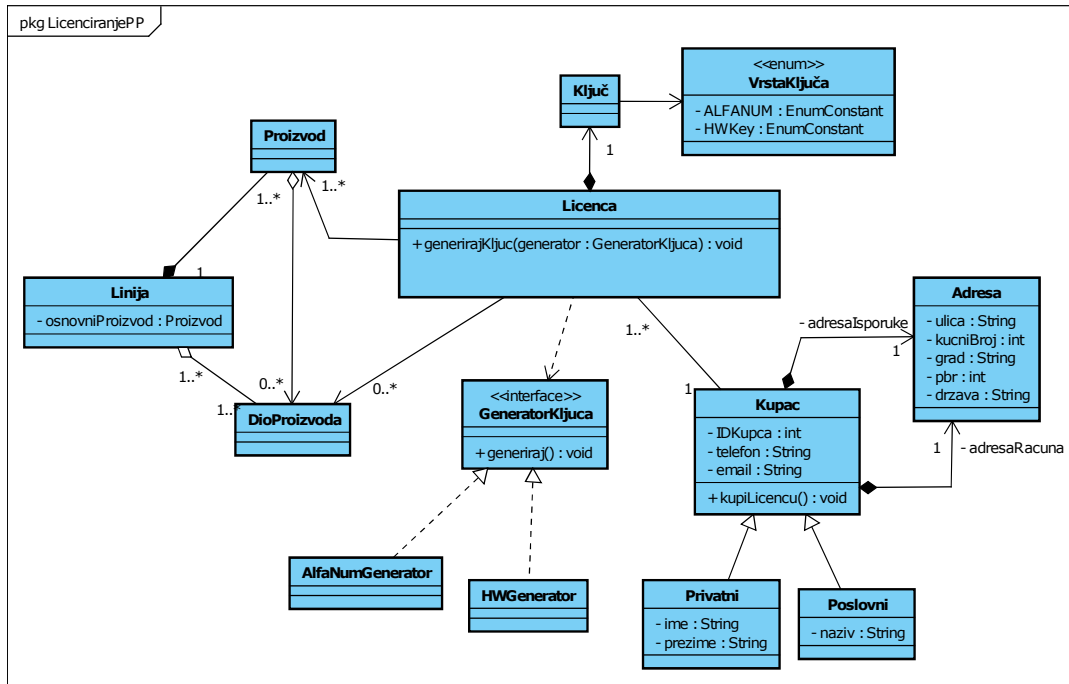 pkg LicenciranjePP
<<enum>>
VrstaKljuča
- ALFANUM : EnumConstant
- HWKey : EnumConstant
Ključ
1
Proizvod
1..*
1..*
Licenca
+ generirajKljuc(generator : GeneratorKljuca) : void
1
Linija
- osnovniProizvod : Proizvod
Adresa
- ulica : String
- kucniBroj : int
- grad : String
- pbr : int
- drzava : String
- adresaIsporuke
1
1..*
1..*
0..*
0..*
1..*
1
DioProizvoda
<<interface>>
GeneratorKljuca
+ generiraj() : void
Kupac
- IDKupca : int
- telefon : String
- email : String
+ kupiLicencu() : void
1
- adresaRacuna
AlfaNumGenerator
HWGenerator
Privatni
- ime : String
- prezime : String
Poslovni
- naziv : String